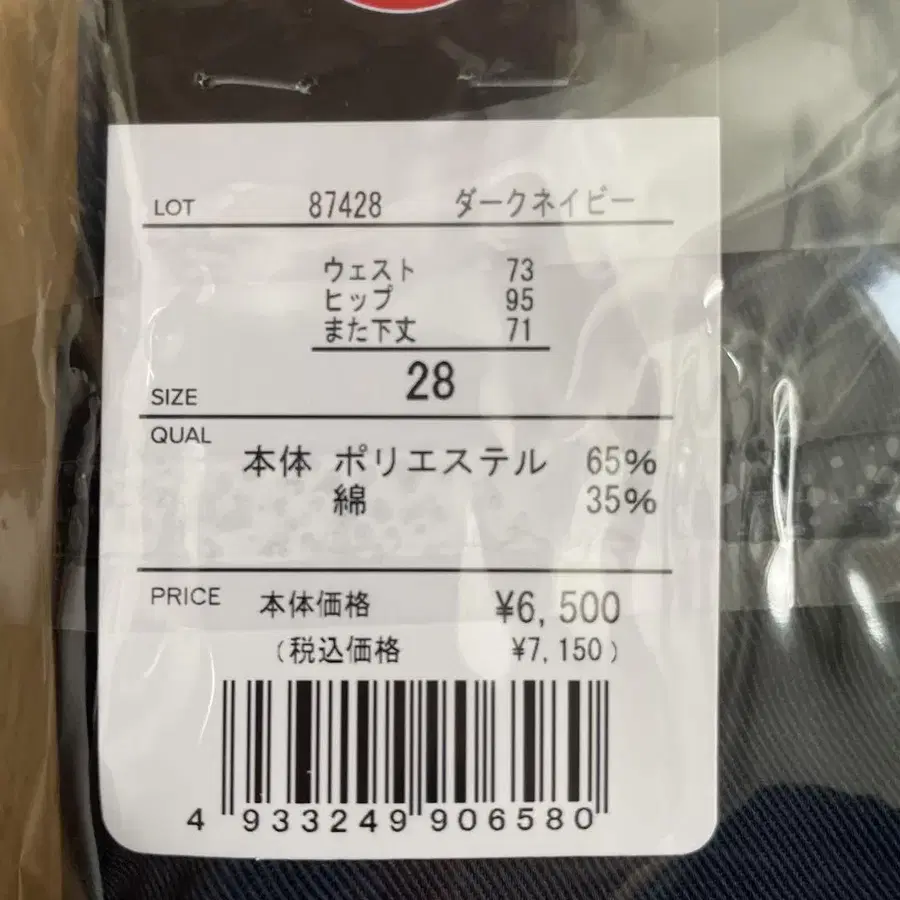 LOT 87428 ダークネイビー
ウェスト 73
ヒップ 95
また下丈 71
SIZE 28
QUAL
本体 ポリエステル 65%
綿 35%
PRICE 本体価格 ¥6,500
(税込価格 ¥7,150)
4 933249 906580